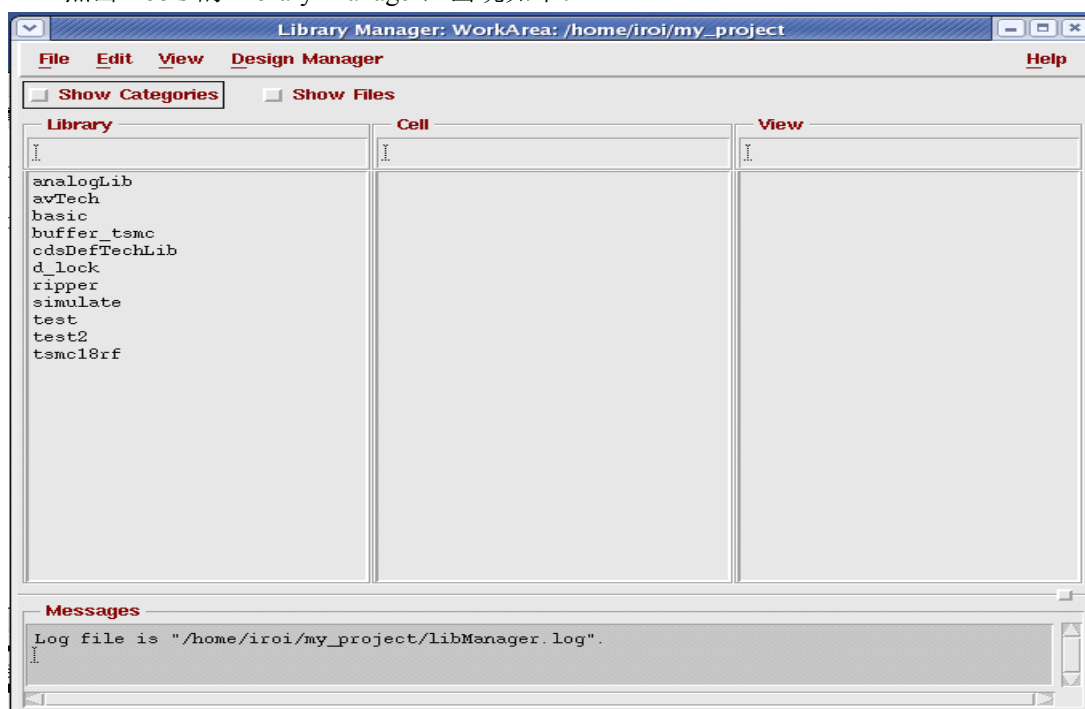 Library Manager: WorkArea: /home/iroi/my_project
File Edit View Design Manager Help
Show Categories Show Files
Library Cell View
analogLib
avTech
basic
buffer_tsmc
cdsDefTechLib
d_lock
ripper
simulate
test
test2
tsmc18rf
Messages
Log file is "/home/iroi/my_project/libManager.log".